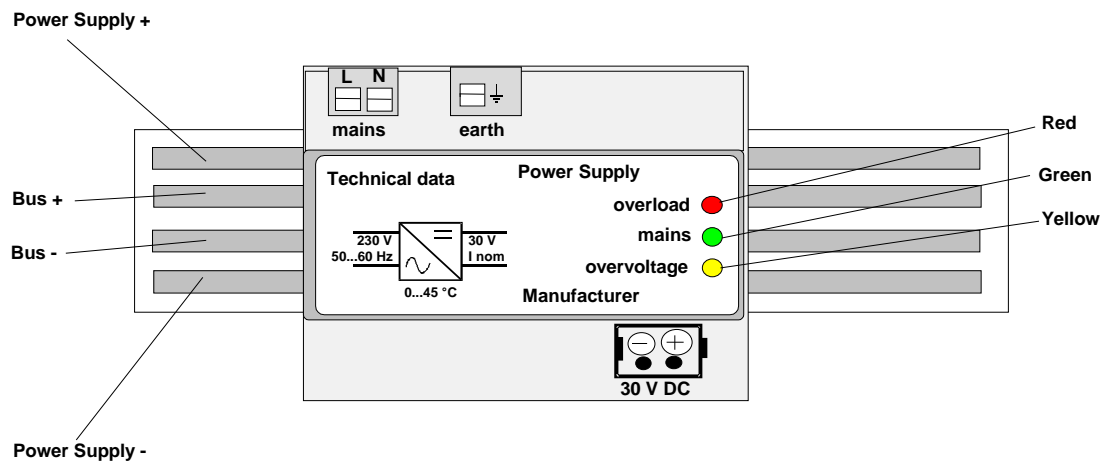 Power Supply +
L N
mains
earth
Red
Technical data
Power Supply
Green
Bus +
overload
Yellow
mains
230 V
30 V
Bus -
50...60 Hz
I nom
overvoltage
0...45 °C
Manufacturer
30 V DC
Power Supply -